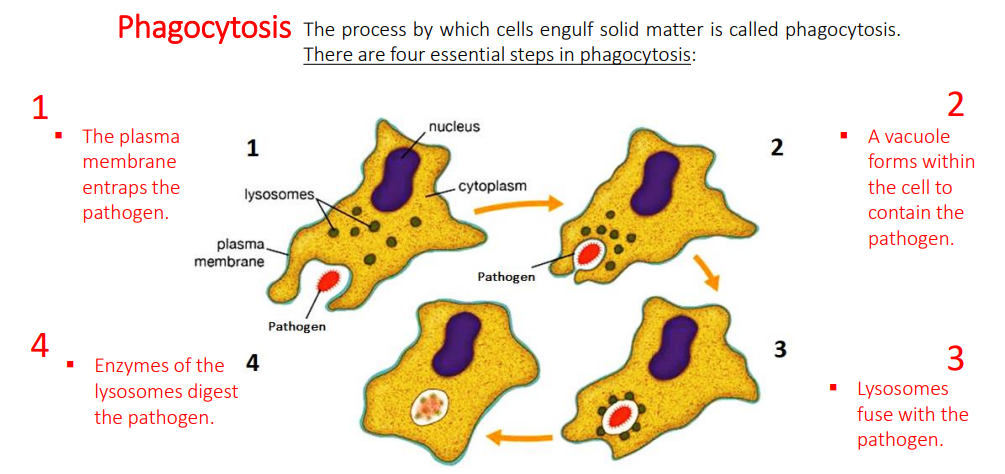 Phagocytosis The process by which cells engulf solid matter is called phagocytosis.
There are four essential steps in phagocytosis:
1
▪ The plasma
membrane
entraps the
pathogen.
1
nucleus
lysosomes
cytoplasm
plasma
membrane
Pathogen
2
▪ A vacuole
forms within
the cell to
contain the
pathogen.
2
Pathogen
3
3
▪ Lysosomes
fuse with the
pathogen.
4
▪ Enzymes of the
lysosomes digest
the pathogen.
4